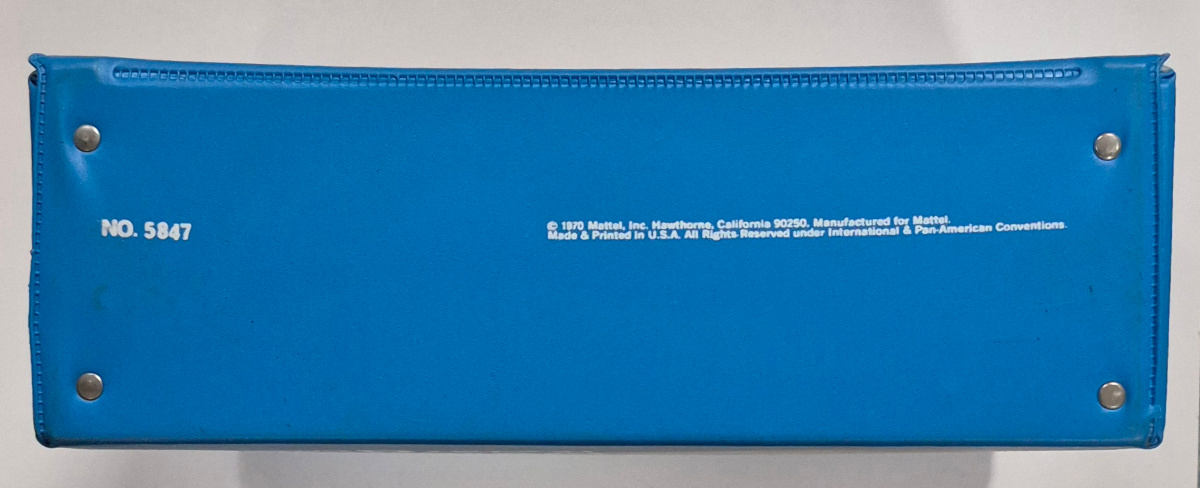 NO. 5847
© 1970 Mattel, Inc. Hawthorne, California 90250. Manufactured for Mattel.
Made & Printed in U.S.A. All Rights Reserved under International & Pan-American Conventions.